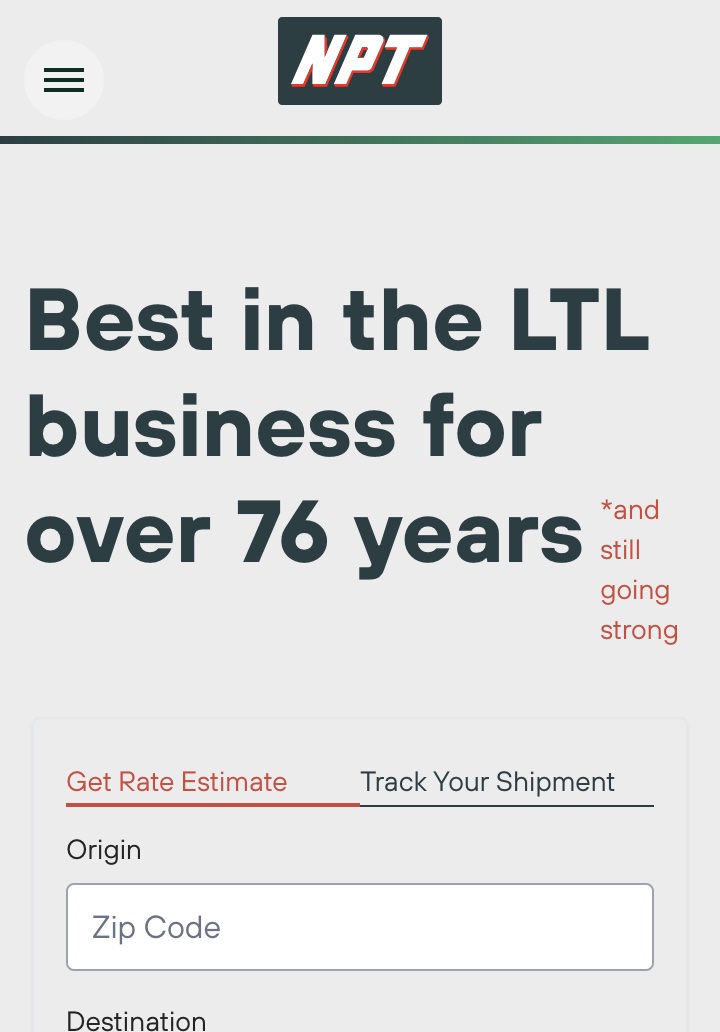 NPT
Best in the LTL
business for
over 76 years
*and
still
going
strong
Get Rate Estimate
Track Your Shipment
Origin
Zip Code
Destination